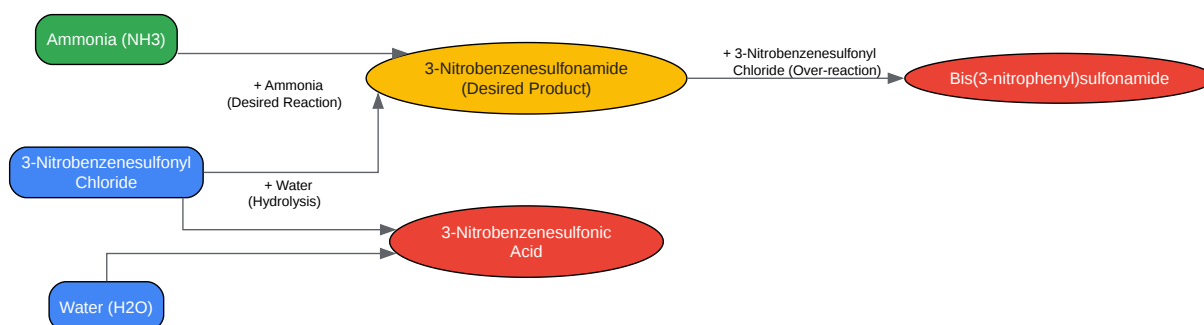 Ammonia (NH3)
+ Ammonia
(Desired Reaction)
3-Nitrobenzenesulfonamide
(Desired Product)
+ 3-Nitrobenzenesulfonyl
Chloride (Over-reaction)
Bis(3-nitrophenyl)sulfonamide
3-Nitrobenzenesulfonyl
Chloride
+ Water
(Hydrolysis)
3-Nitrobenzenesulfonic
Acid
Water (H2O)